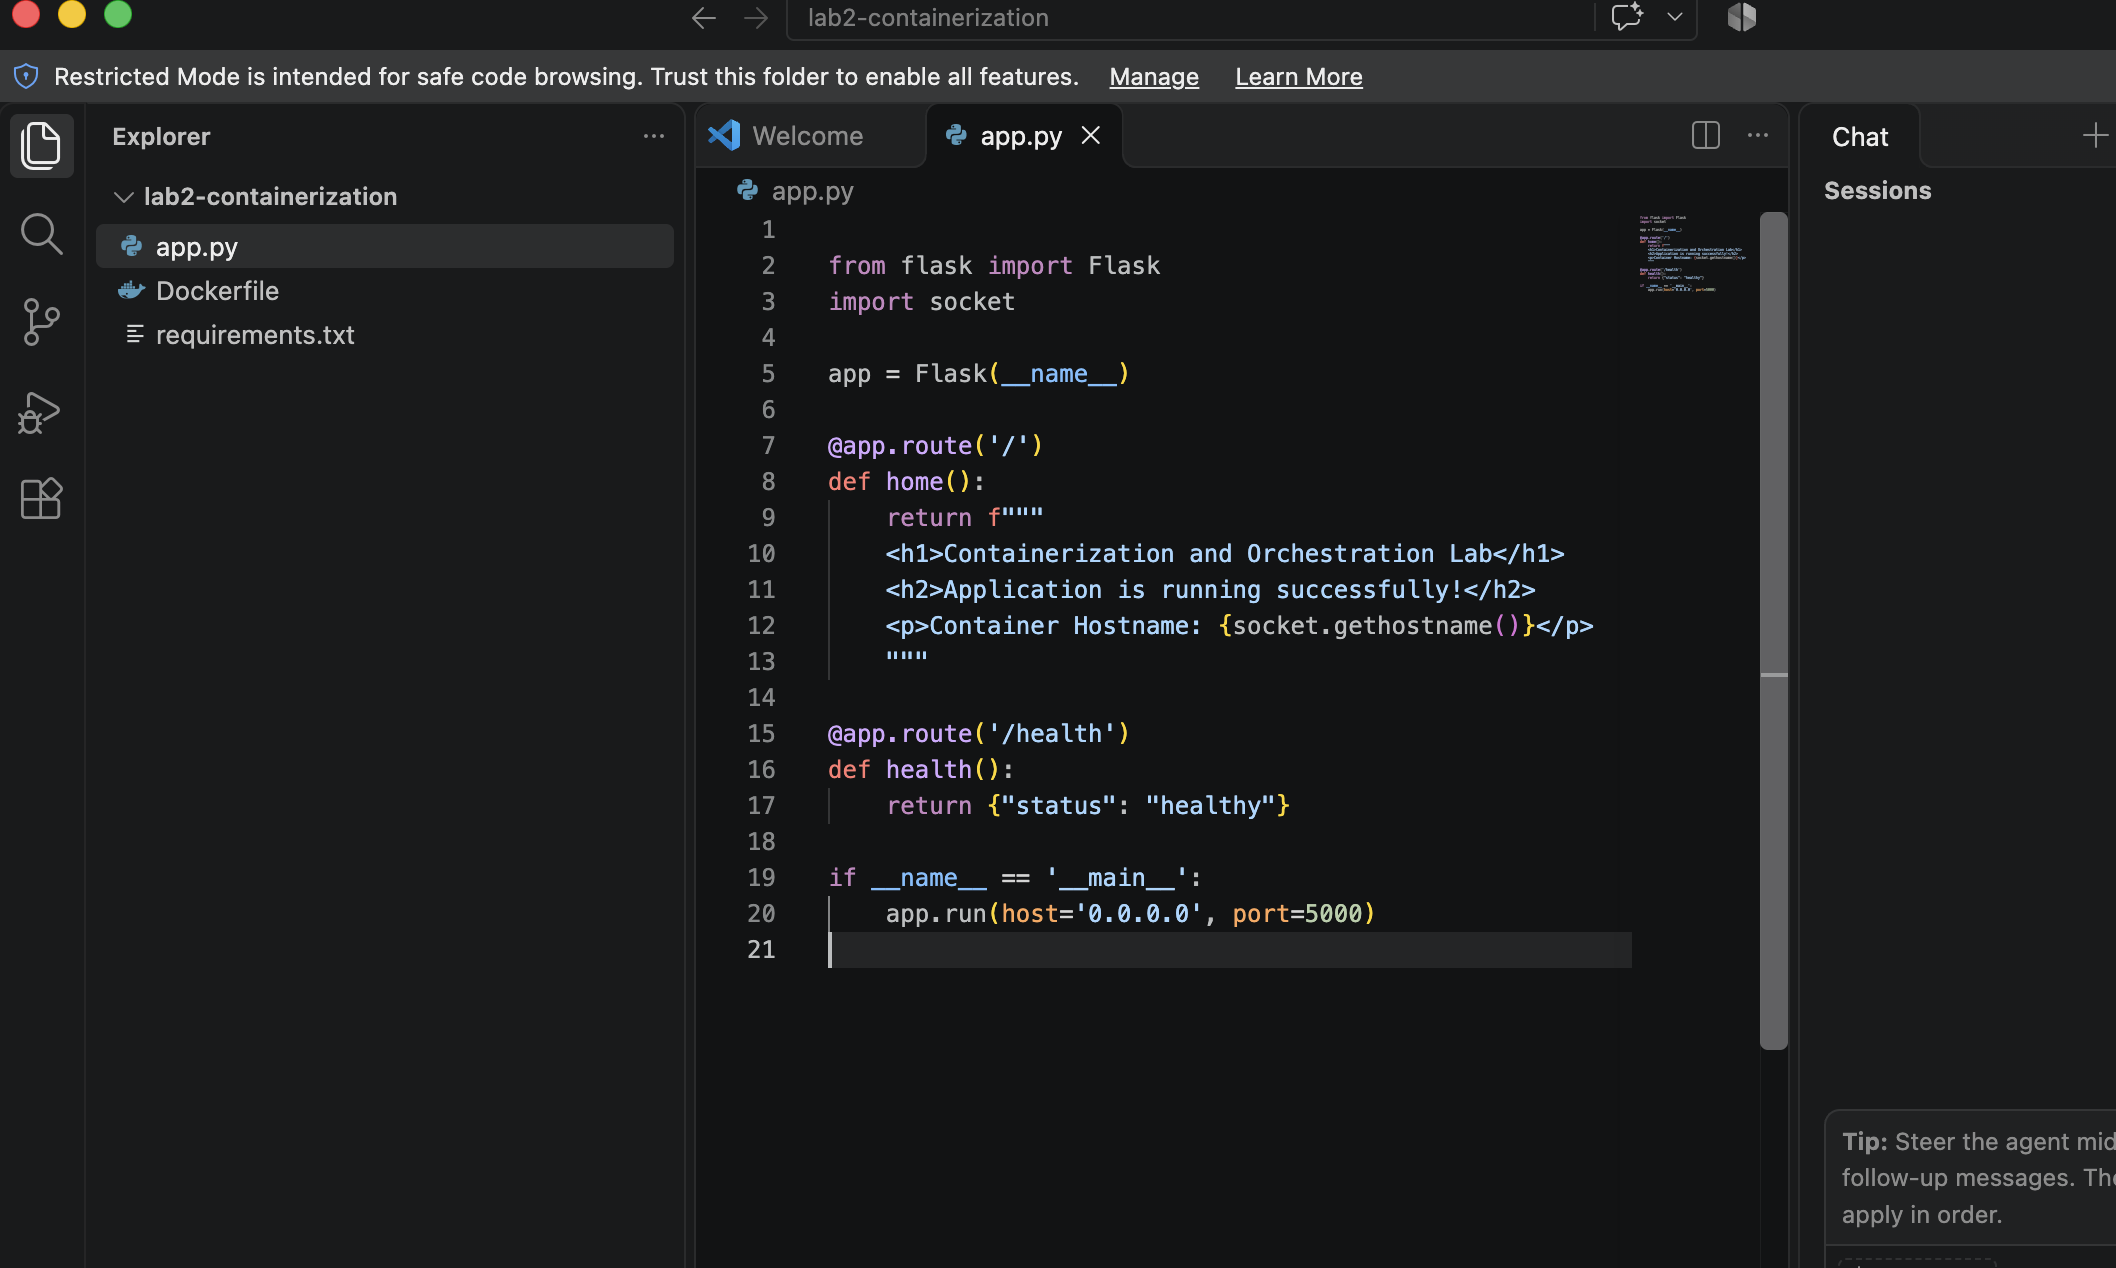 lab2-containerization
Restricted Mode is intended for safe code browsing. Trust this folder to enable all features. Manage Learn More
Explorer
lab2-containerization
app.py
Dockerfile
requirements.txt
Welcome
app.py
app.py
1
2 from flask import Flask
3 import socket
4
5 app = Flask(__name__)
6
7 @app.route('/')
8 def home():
9     return f"""
10     <h1>Containerization and Orchestration Lab</h1>
11     <h2>Application is running successfully!</h2>
12     <p>Container Hostname: {socket.gethostname()}</p>
13     """
14
15 @app.route('/health')
16 def health():
17     return {"status": "healthy"}
18
19 if __name__ == '__main__':
20     app.run(host='0.0.0.0', port=5000)
21
Chat
Sessions
Tip: Steer the agent mid
follow-up messages. The
apply in order.